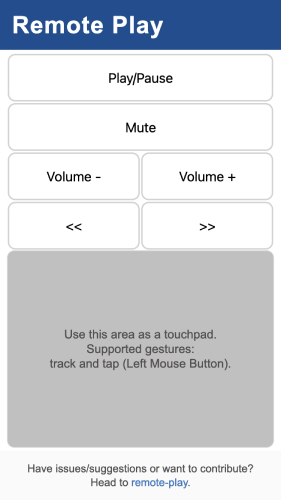 Remote Play
Play/Pause
Mute
Volume -
Volume +
<<
>>
Use this area as a touchpad.
Supported gestures:
track and tap (Left Mouse Button).
Have issues/suggestions or want to contribute?
Head to remote-play.